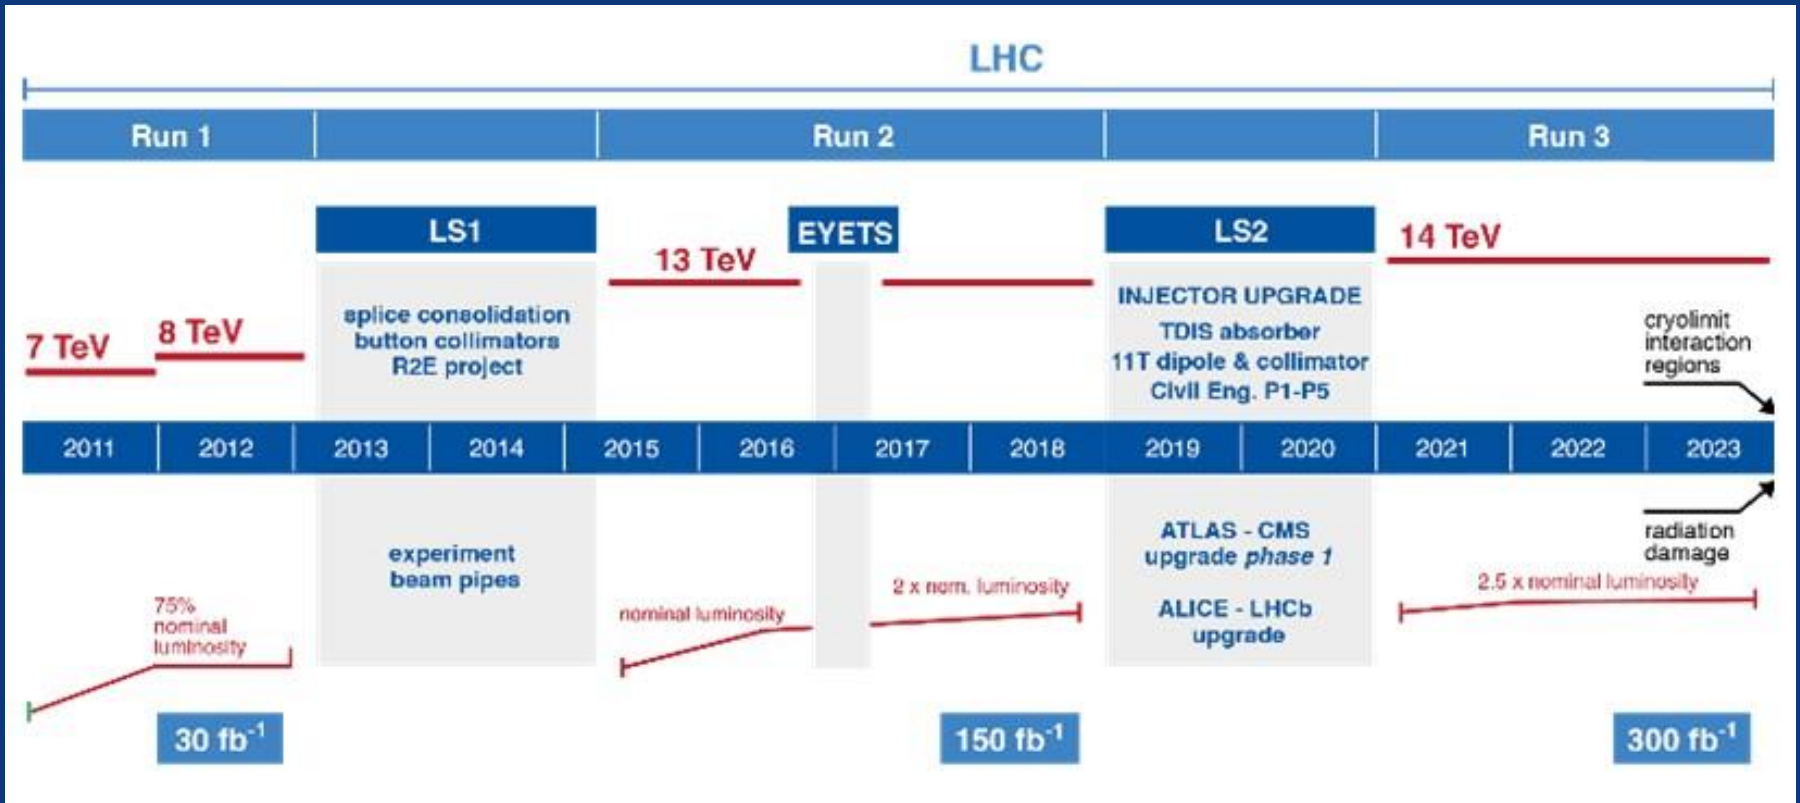 LHC
Run 1
Run 2
Run 3
LS1
EYETS
LS2
14 TeV
13 TeV
7 TeV
8 TeV
splice consolidation
button collimators
R2E project
INJECTOR UPGRADE
TDIS absorber
11T dipole & collimator
Civil Eng. P1-P5
cryolimit
interaction
regions
2011
2012
2013
2014
2015
2016
2017
2018
2019
2020
2021
2022
2023
experiment
beam pipes
ATLAS - CMS
upgrade phase 1
ALICE - LHCb
upgrade
radiation
damage
75%
nominal
luminosity
nominal luminosity
2 x nom. luminosity
2.5 x nominal luminosity
30 fb⁻¹
150 fb⁻¹
300 fb⁻¹